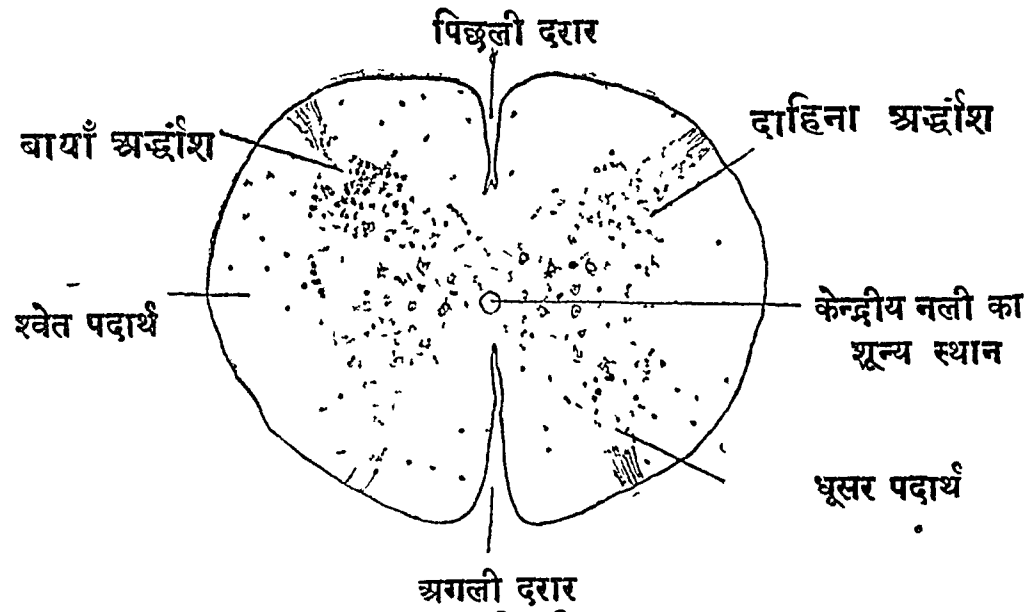 पिछली दरार
बायाँ अर्द्धांश
दाहिना अर्द्धांश
श्वेत पदार्थ
केन्द्रीय नली का
शून्य स्थान
धूसर पदार्थ
अगली दरार